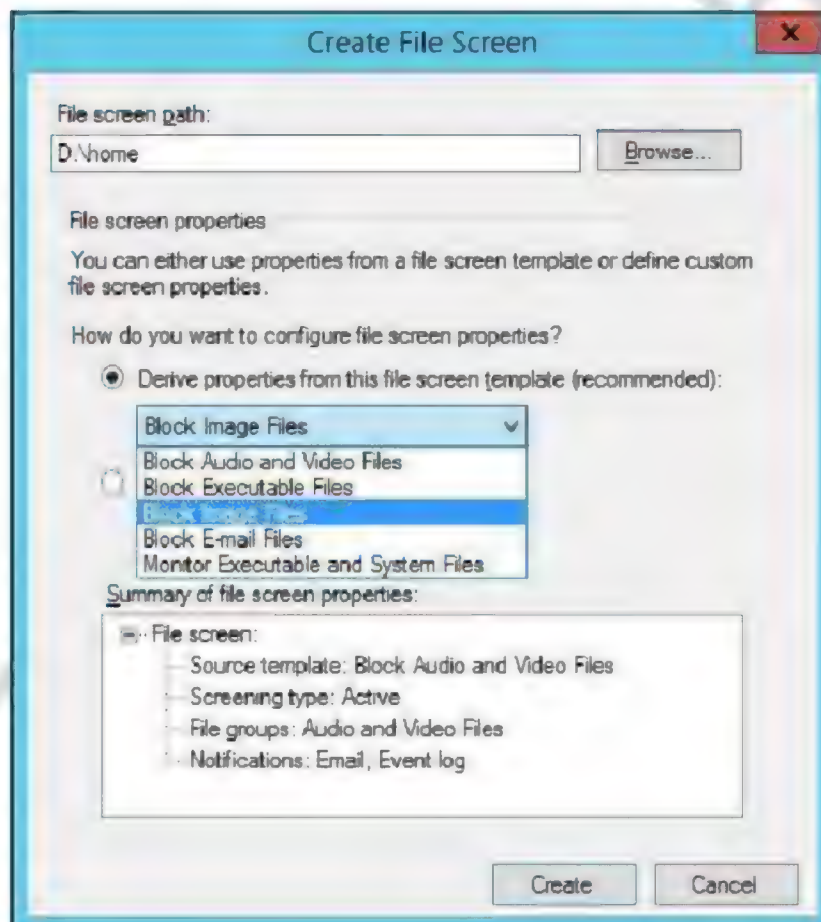 Create File Screen
x
File screen path:
D:\home
Browse...
File screen properties
You can either use properties from a file screen template or define custom
file screen properties.
How do you want to configure file screen properties?
Derive properties from this file screen template (recommended):
Block Image Files
Block Audio and Video Files
Block Executable Files
Block Image Files
Block E-mail Files
Monitor Executable and System Files
Summary of file screen properties:
File screen:
Source template: Block Audio and Video Files
Screening type: Active
File groups: Audio and Video Files
Notifications: Email, Event log
Create
Cancel